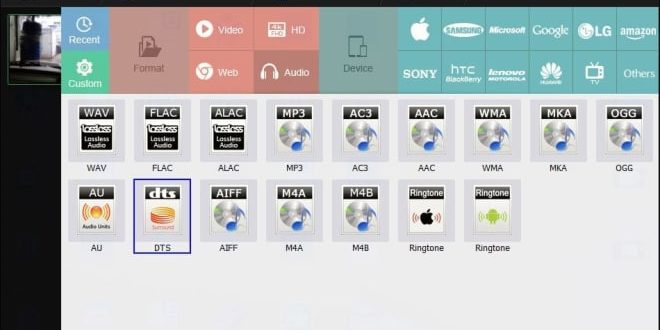 Recent
Custom
Format
Video
4K FHD HD
Web
Audio
Device
SAMSUNG Microsoft Google LG amazon
SONY hTC BlackBerry lenovo MOTOROLA HUAWEI TV Others
WAV FLAC ALAC MP3 AC3 AAC WMA MKA OGG
Lossless Lossless Lossless
Lossless Audio Lossless Audio Lossless Audio
WAV FLAC ALAC MP3 AC3 AAC WMA MKA OGG
AU dts AIFF M4A M4B Ringtone Ringtone
Audio Units Surround
AU DTS AIFF M4A M4B Ringtone Ringtone